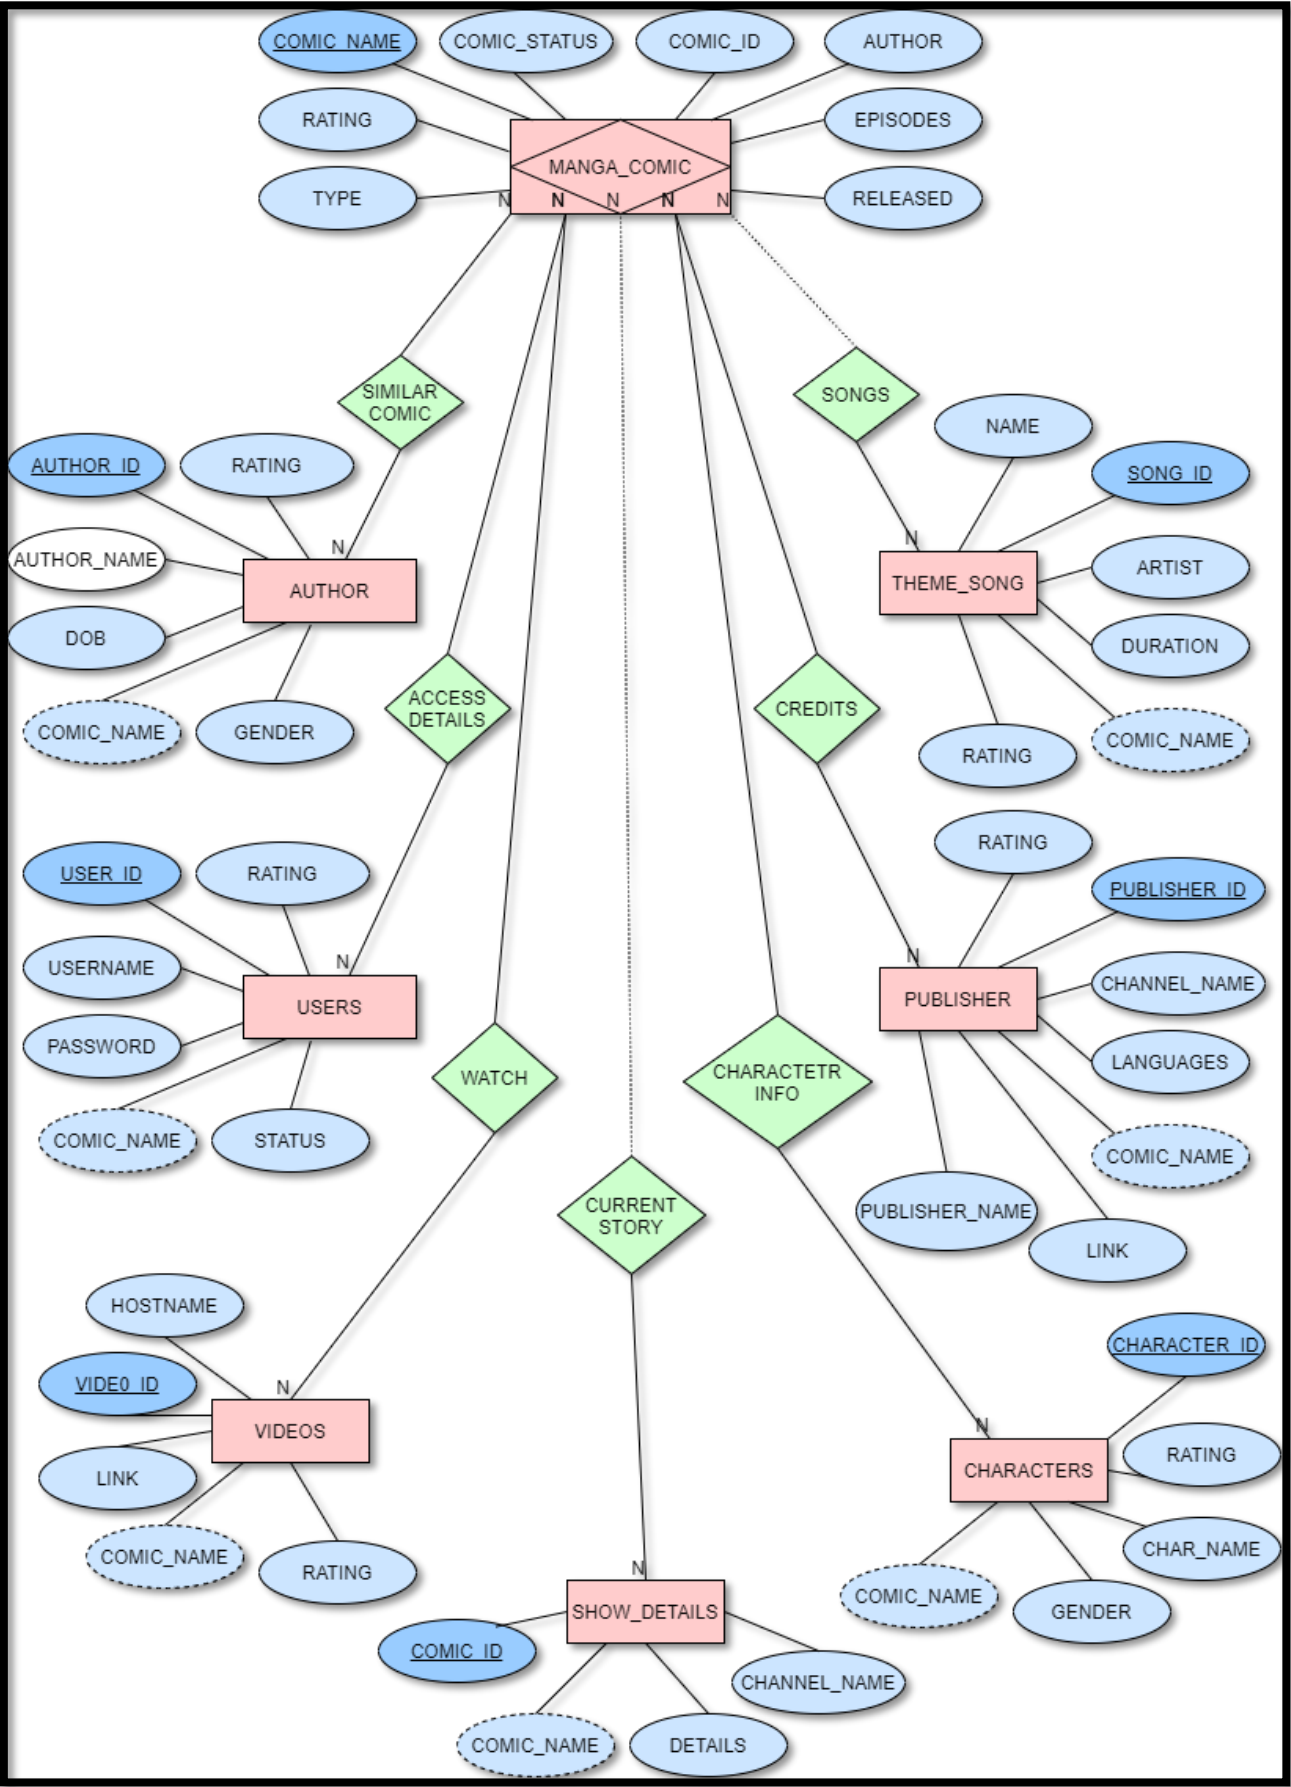 COMIC_NAME
COMIC_STATUS
COMIC_ID
AUTHOR
RATING
EPISODES
MANGA_COMIC
TYPE
RELEASED
N
N
N
N
N
SIMILAR
COMIC
SONGS
NAME
AUTHOR_ID
RATING
SONG_ID
N
N
AUTHOR_NAME
ARTIST
AUTHOR
THEME_SONG
DOB
DURATION
COMIC_NAME
GENDER
ACCESS
DETAILS
CREDITS
COMIC_NAME
RATING
RATING
USER_ID
RATING
PUBLISHER_ID
N
N
USERNAME
CHANNEL_NAME
USERS
PUBLISHER
PASSWORD
LANGUAGES
WATCH
CHARACTETR
INFO
COMIC_NAME
STATUS
COMIC_NAME
CURRENT
STORY
PUBLISHER_NAME
LINK
HOSTNAME
CHARACTER_ID
VIDE0_ID
N
N
VIDEOS
RATING
CHARACTERS
LINK
COMIC_NAME
RATING
CHAR_NAME
N
COMIC_NAME
GENDER
SHOW_DETAILS
COMIC_ID
CHANNEL_NAME
COMIC_NAME
DETAILS